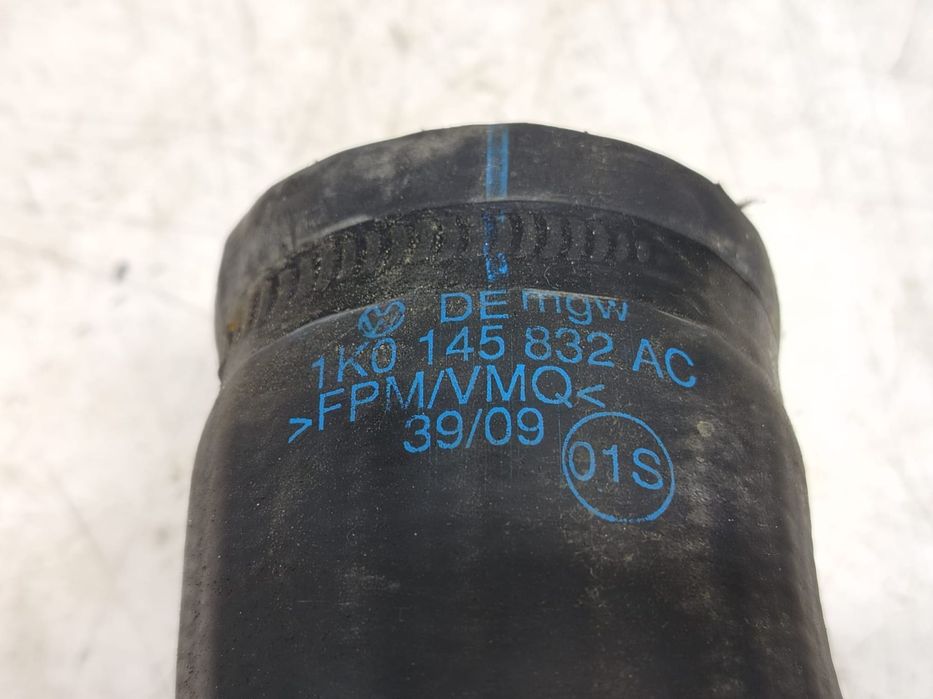 DE mgw
1K0 145 832 AC
>FPM/VMQ<
39/09
01S